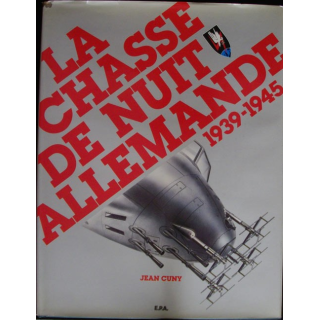 LA
CHASSE
DE NUIT
ALLEMANDE
1939-1945
JEAN CUNY
E.P.A.